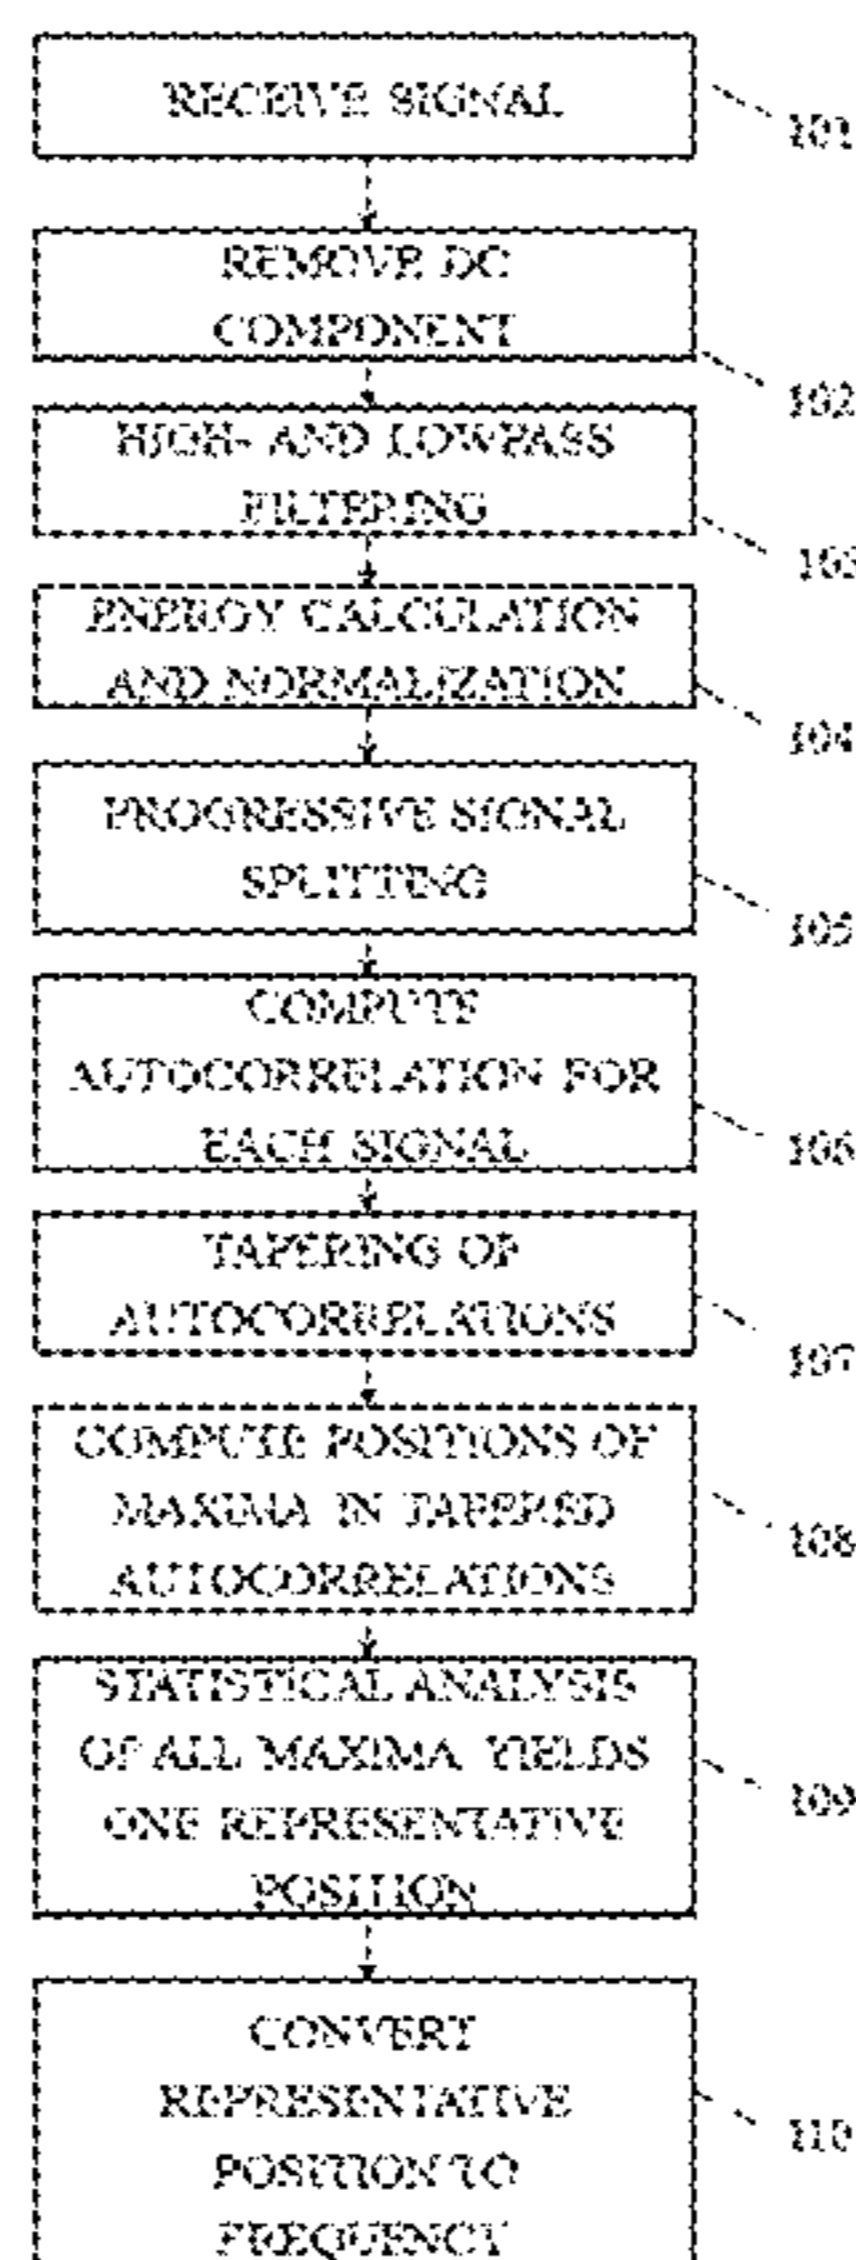 RECEIVE SIGNAL
101
REMOVE DC
COMPONENT
102
HIGH- AND LOWPASS
FILTERING
103
ENERGY CALCULATION
AND NORMALIZATION
104
PROGRESSIVE SIGNAL
SPLITTING
105
COMPUTE
AUTOCORRELATION FOR
EACH SIGNAL
106
TAPERING OF
AUTOCORRELATIONS
107
COMPUTE POSITIONS OF
MAXIMA IN TAPERED
AUTOCORRELATIONS
108
STATISTICAL ANALYSIS
OF ALL MAXIMA YIELDS
ONE REPRESENTATIVE
POSITION
109
CONVERT
REPRESENTATIVE
POSITION TO
FREQUENCY
110